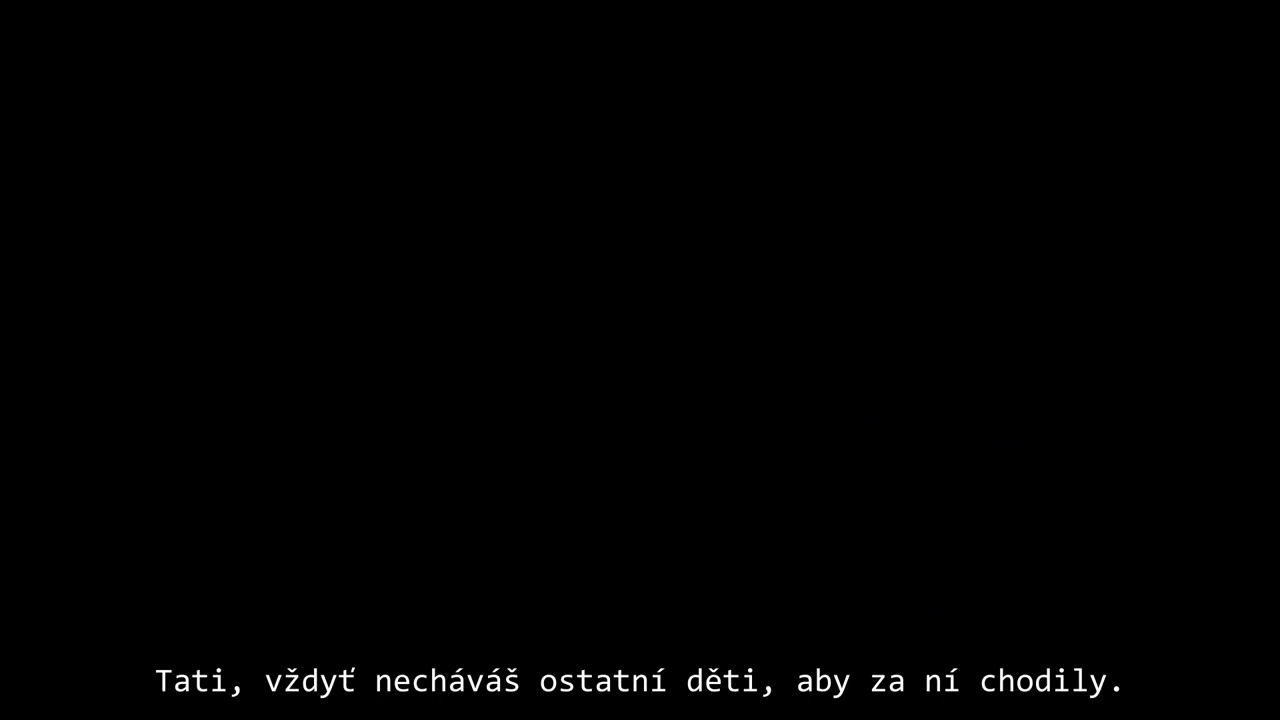 Tati, vždyť necháváš ostatní děti, aby za ní chodily.